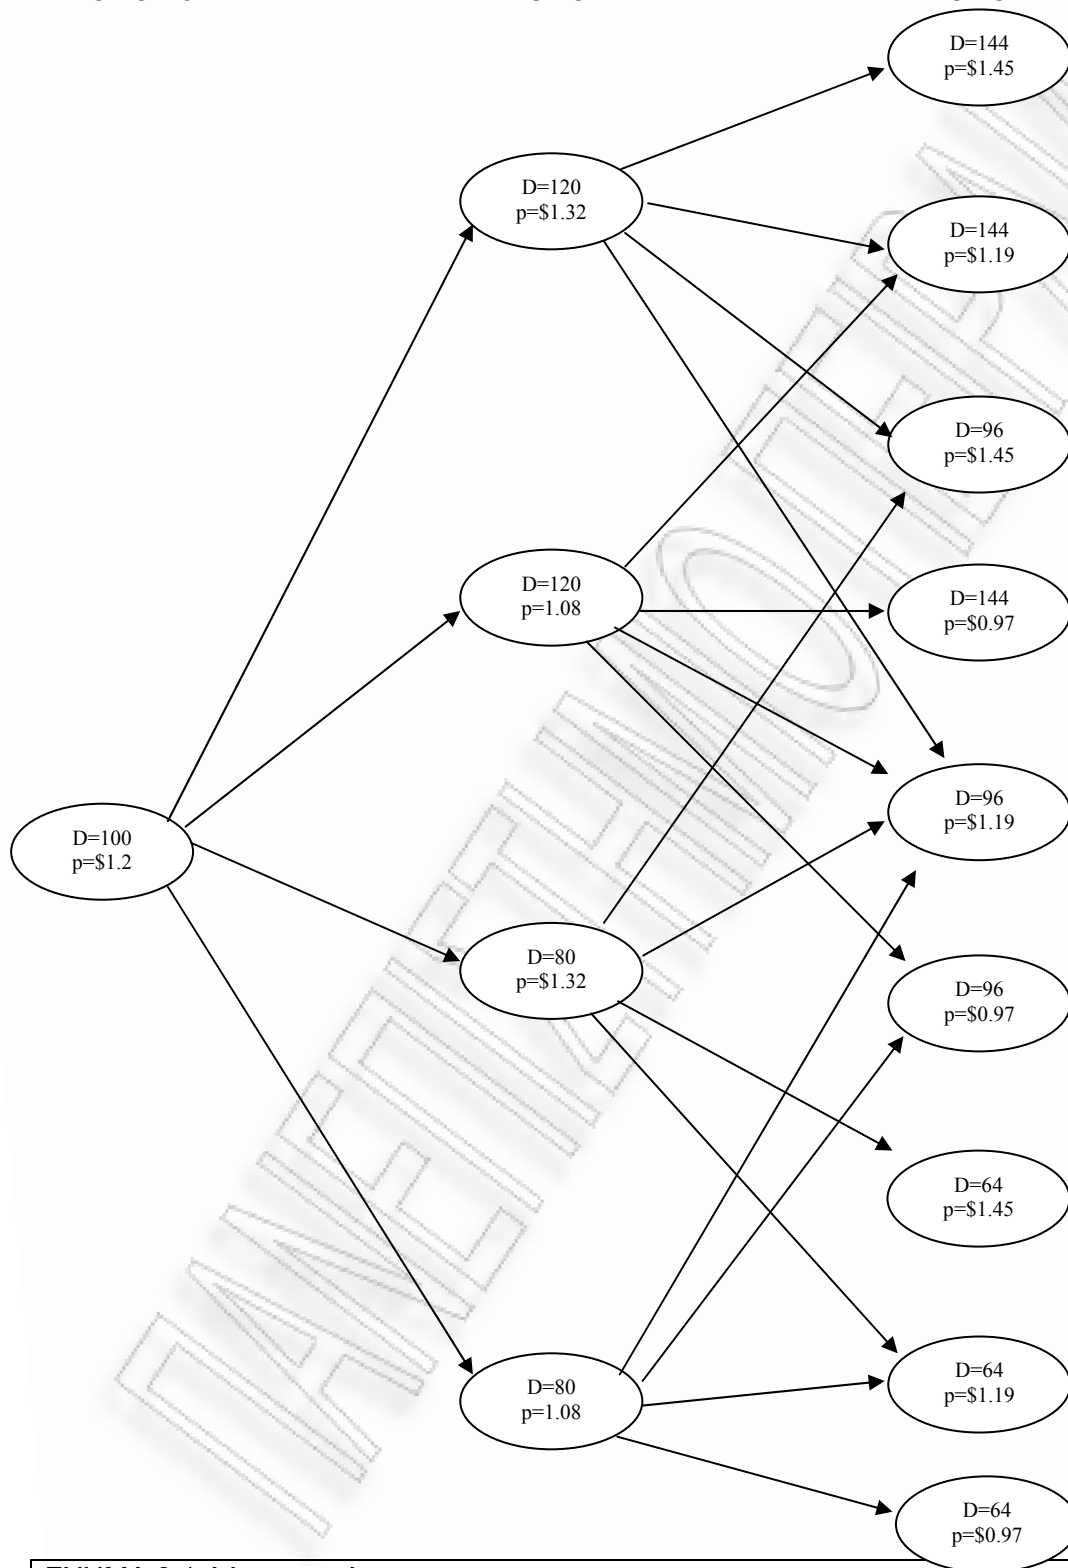 D=144
p=$1.45
D=120
p=$1.32
D=144
p=$1.19
D=96
p=$1.45
D=120
p=1.08
D=144
p=$0.97
D=96
p=$1.19
D=100
p=$1.2
D=80
p=$1.32
D=96
p=$0.97
D=64
p=$1.45
D=64
p=$1.19
D=80
p=1.08
D=64
p=$0.97